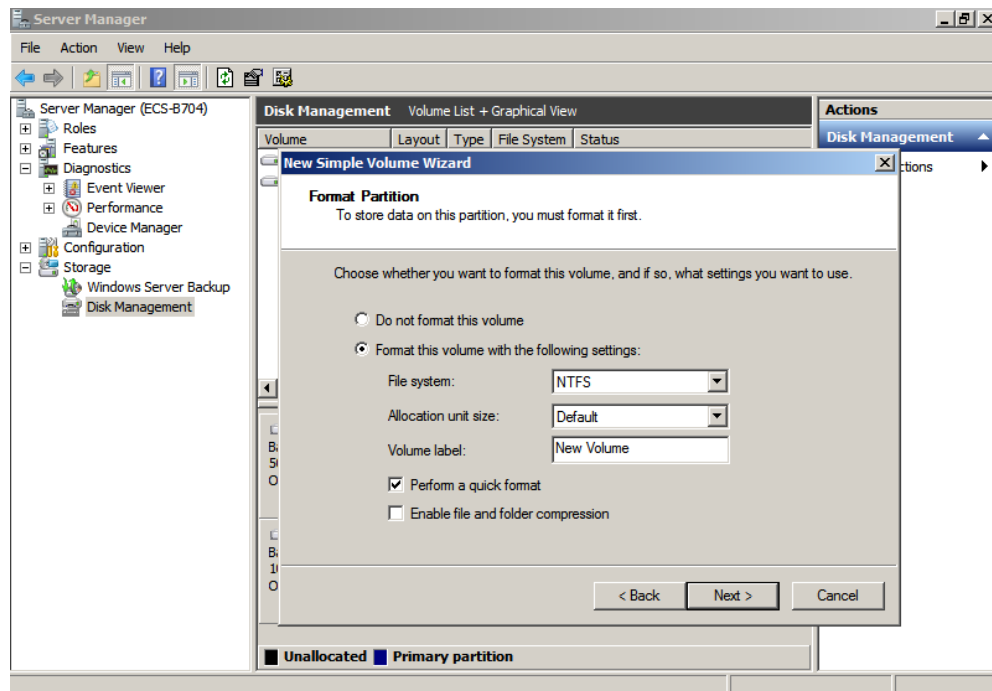 Server Manager
File Action View Help
Server Manager (ECS-B704)
Roles
Features
Diagnostics
Event Viewer
Performance
Device Manager
Configuration
Storage
Windows Server Backup
Disk Management
Disk Management Volume List + Graphical View
Volume Layout Type File System Status
Actions
Disk Management
ctions
New Simple Volume Wizard
Format Partition
To store data on this partition, you must format it first.
Choose whether you want to format this volume, and if so, what settings you want to use.
Do not format this volume
Format this volume with the following settings:
File system: NTFS
Allocation unit size: Default
Volume label: New Volume
Perform a quick format
Enable file and folder compression
< Back Next > Cancel
Unallocated Primary partition